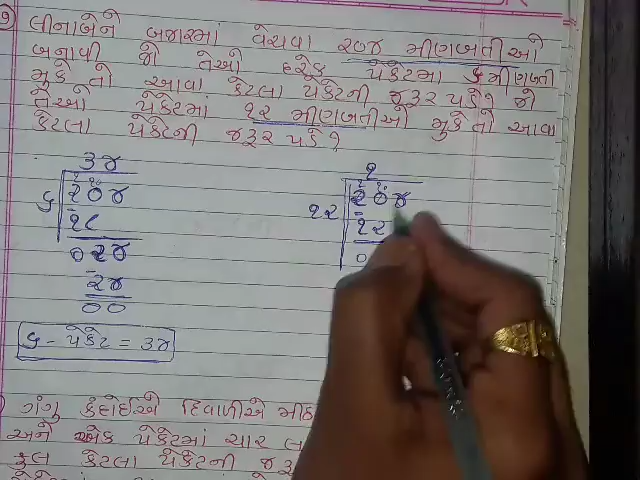 ૭) લીનાબેને બજારમાં વેચવા ૨૦૪ મીણબતીઓ
બનાવી જો તેઓ દરેક પેકેટમાં ૬ મીણબતી
મુકે તો આવા કેટલા પેકેટની જરૂર પડે? જો
તેઓ પેકેટમાં ૧૨ મીણબતીઓ મુકે તો આવા
કેટલા પેકેટની જરૂર પડે?
૩૪
૬ ૨૦૪
૧૮
૦૨૪
૨૪
૦૦
૬ - પેકેટ = ૩૪
૧
૧૨ ૨૦૪
૧૨
૦
ગંગુ કંદોઈએ દિવાળીએ
અને એક પેકેટમાં ચાર
કુલ કેટલા પેકેટની